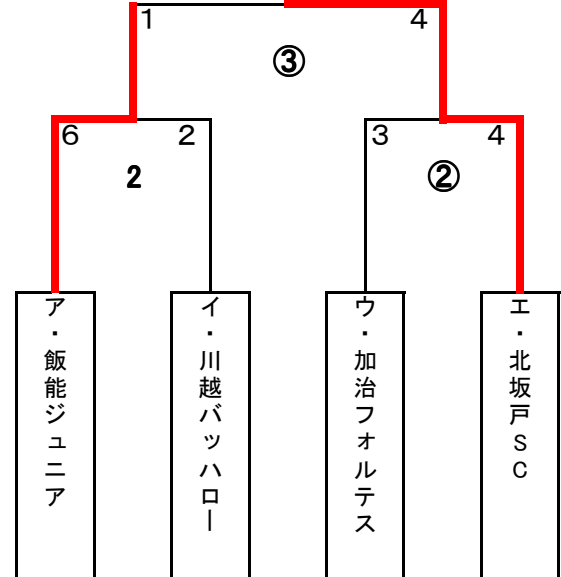 1 4
③
6 2 3 4
2 ②
ア・飯能ジュニア
イ・川越バッハロー
ウ・加治フォルテス
エ・北坂戸SC